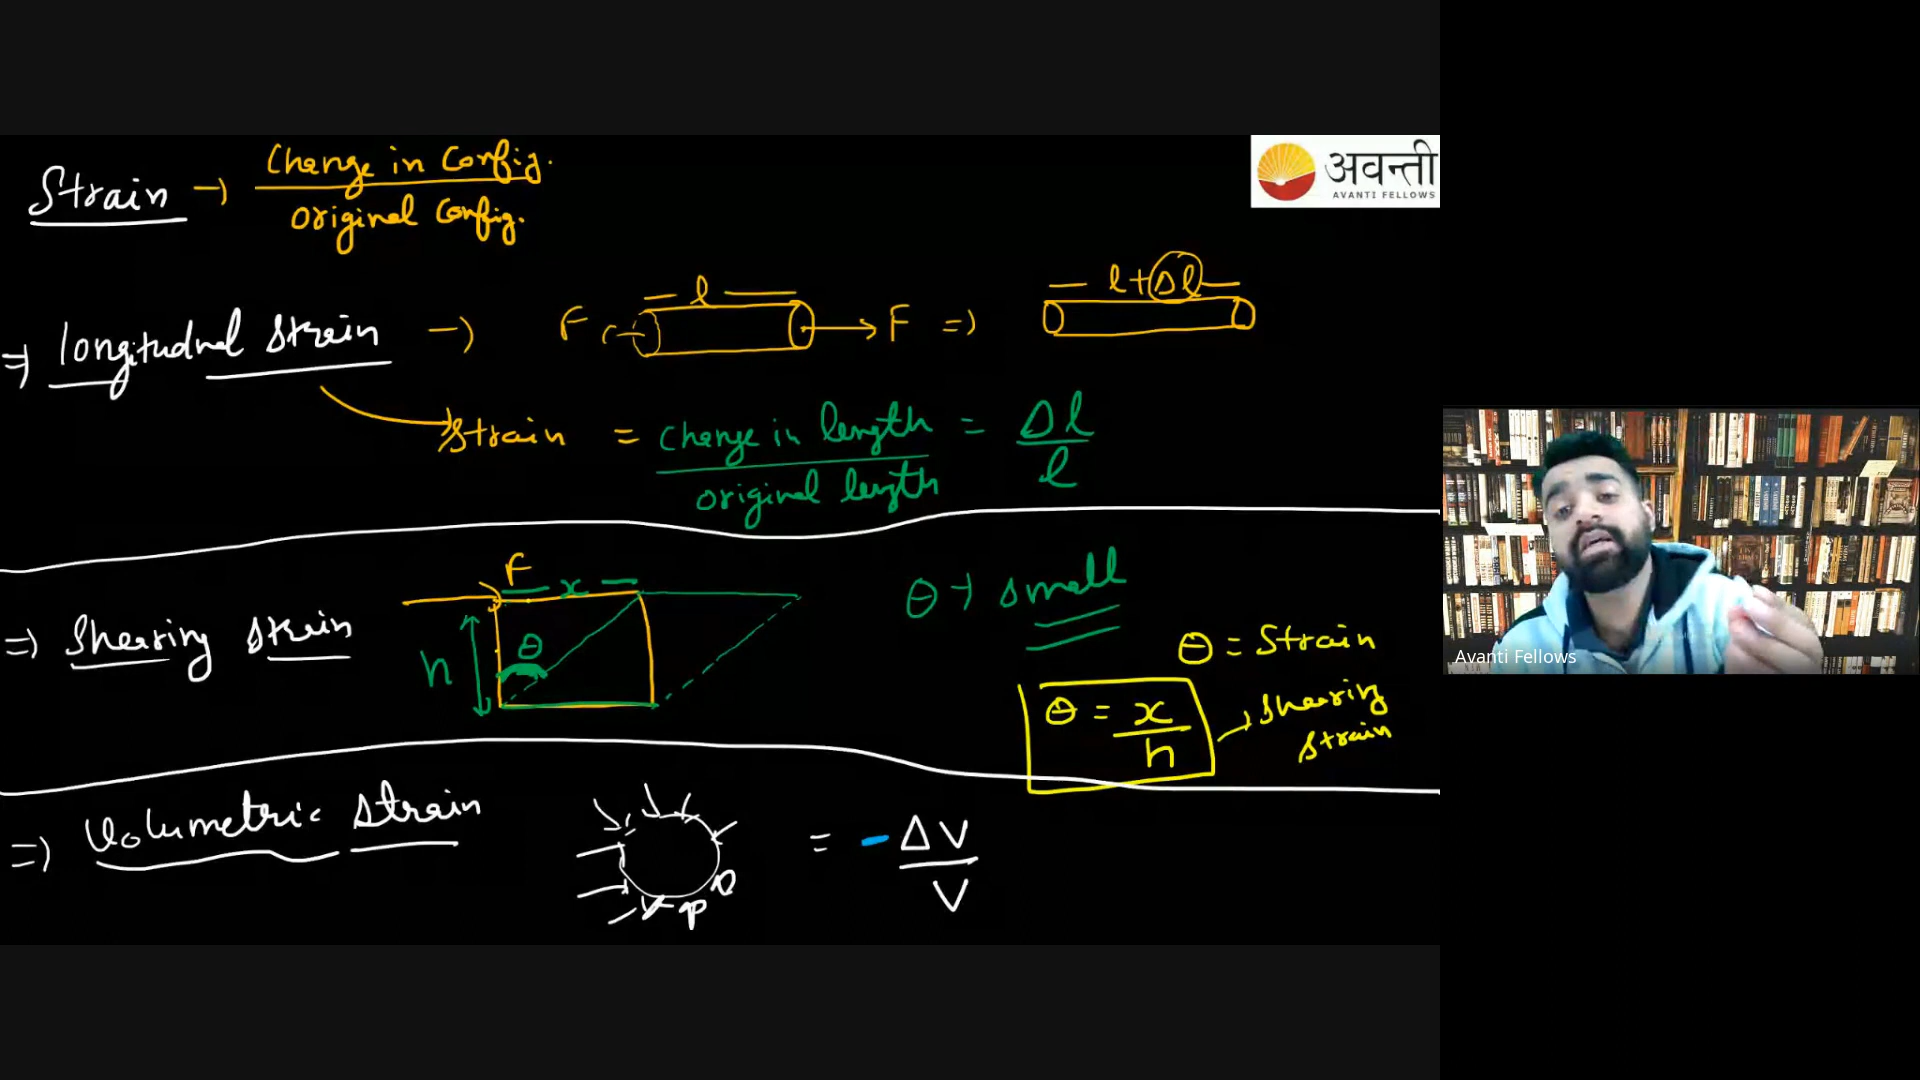 Strain → Change in Config.
Original Config.
अवन्ती
AVANTI FELLOWS
⇒ longitudnal strain →
F l F ⇒ l+Δl
Strain = Change in length = Δl
original length l
⇒ Shearing strain
F x
h θ
θ → small
θ = Strain
θ = x → Shearing
h strain
⇒ Volumetric strain
P
= - ΔV
V
Avanti Fellows